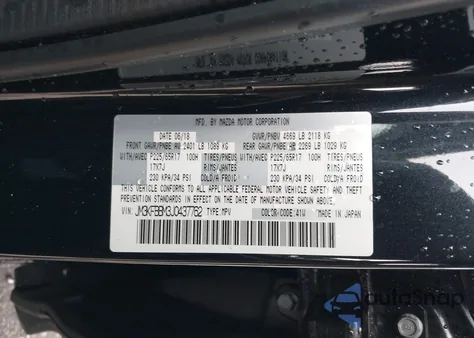 MFD. BY MAZDA MOTOR CORPORATION
DATE 06/18 GVWR/PNBV 4669 LB 2118 KG
FRONT GAWR/PNBE AV 2401 LB 1089 KG REAR GAWR/PNBE AR 2269 LB 1029 KG
WITH/AVEC P225/65R17 100H TIRES/PNEUS WITH/AVEC P225/65R17 100H TIRES/PNEUS
17X7J RIMS/JANTES 17X7J RIMS/JANTES
230 KPA/34 PSI COLD/A FROID 230 KPA/34 PSI COLD/A FROID
THIS VEHICLE CONFORMS TO ALL APPLICABLE FEDERAL MOTOR VEHICLE SAFETY AND THEFT
PREVENTION STANDARDS IN EFFECT ON THE DATE OF MANUFACTURE SHOWN ABOVE.
VIN: JM3KFBBM3J0437762 TYPE: MPV COLOR/CODE: 41W MADE IN JAPAN
autoSnap